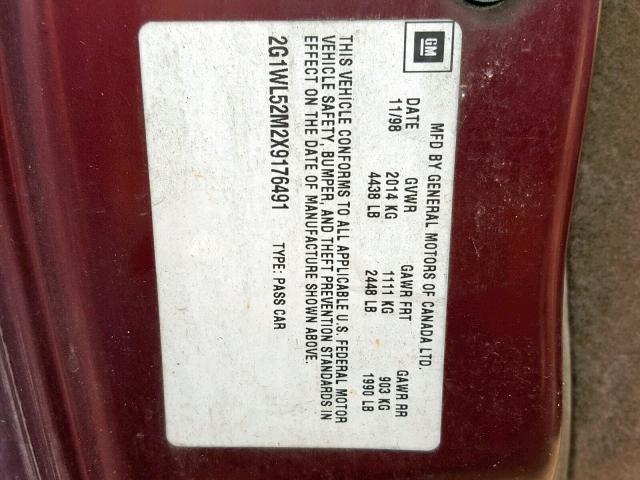 GM
MFD BY GENERAL MOTORS OF CANADA LTD.
DATE GVWR GAWR FRT GAWR RR
11/98 2014 KG 1111 KG 903 KG
4438 LB 2448 LB 1990 LB
THIS VEHICLE CONFORMS TO ALL APPLICABLE U.S. FEDERAL MOTOR
VEHICLE SAFETY, BUMPER, AND THEFT PREVENTION STANDARDS IN
EFFECT ON THE DATE OF MANUFACTURE SHOWN ABOVE.
2G1WL52M2X9176491 TYPE: PASS CAR